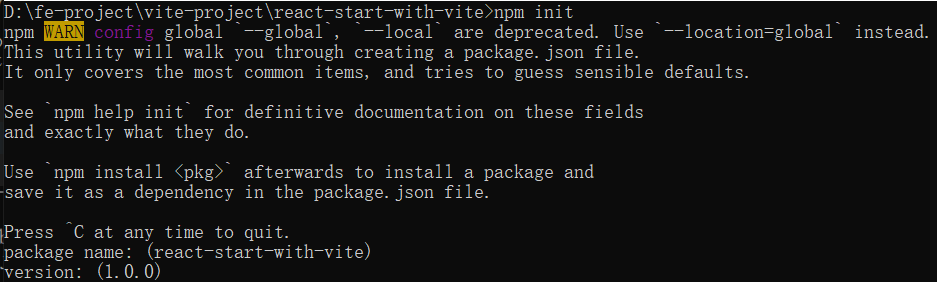 D:\fe-project\vite-project\react-start-with-vite>npm init
npm WARN config global `--global`, `--local` are deprecated. Use `--location=global` instead.
This utility will walk you through creating a package.json file.
It only covers the most common items, and tries to guess sensible defaults.
See `npm help init` for definitive documentation on these fields
and exactly what they do.
Use `npm install <pkg>` afterwards to install a package and
save it as a dependency in the package.json file.
Press ^C at any time to quit.
package name: (react-start-with-vite)
version: (1.0.0)